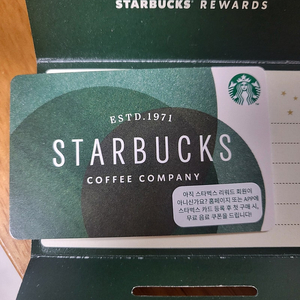 STARBUCKS® REWARDS
ESTD.1971
STARBUCKS
COFFEE COMPANY
아직 스타벅스 리워드 회원이
아니신가요? 홈페이지 또는 APP에
스타벅스 카드 등록 후 첫 구매 시,
무료 음료 쿠폰을 드립니다!